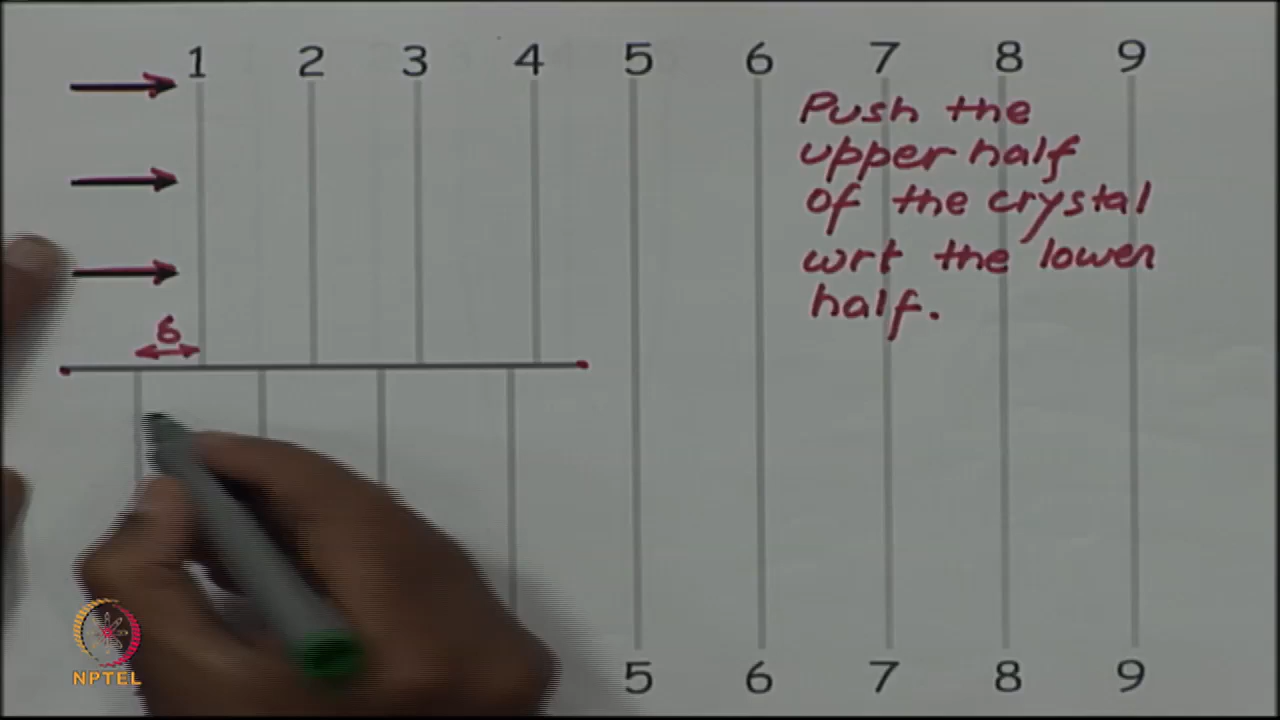 1 2 3 4 5 6 7 8 9
Push the
upper half
of the crystal
wrt the lower
half.
6
5 6 7 8 9
NPTEL